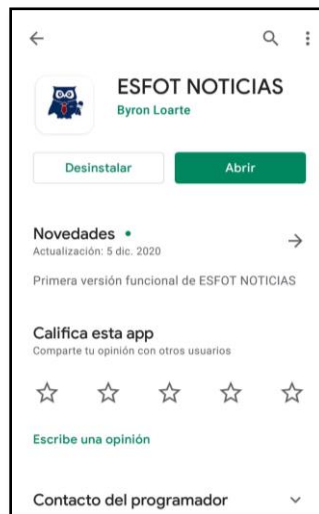 ESFOT NOTICIAS
Byron Loarte
Desinstalar
Abrir
Novedades
Actualización: 5 dic. 2020
Primera versión funcional de ESFOT NOTICIAS
Califica esta app
Comparte tu opinión con otros usuarios
Escribe una opinión
Contacto del programador